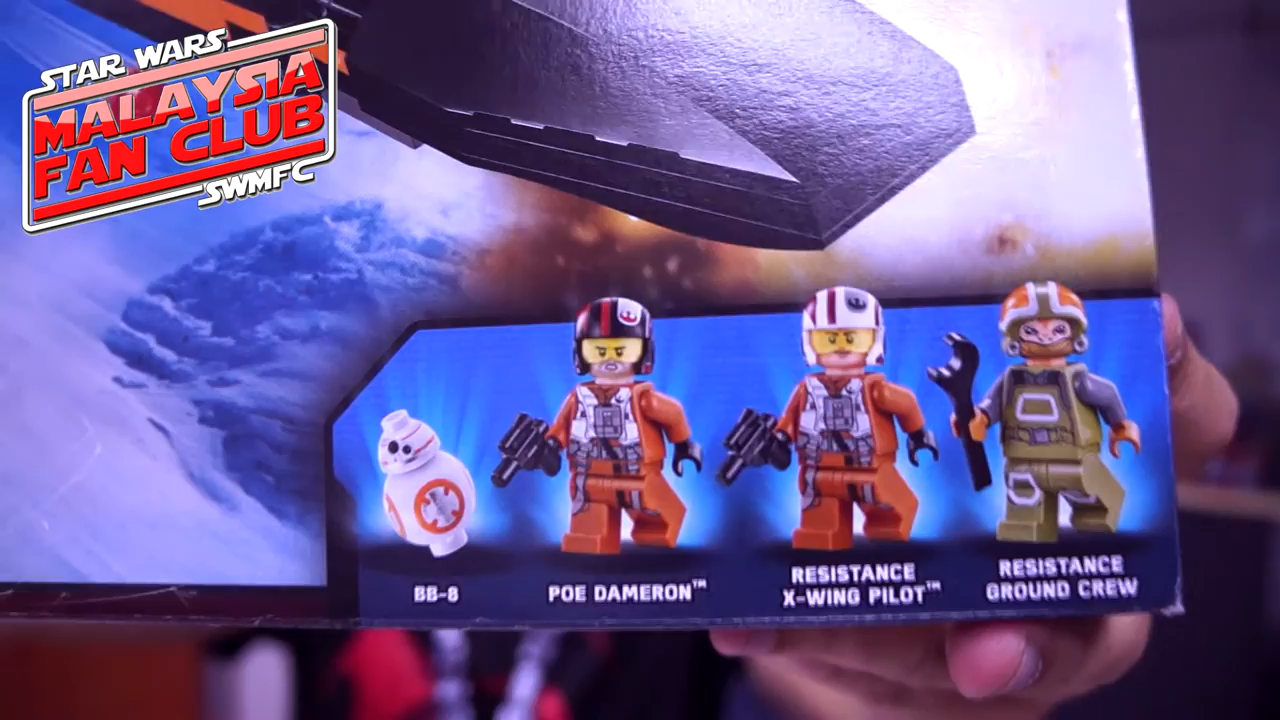 STAR WARS
MALAYSIA
FAN CLUB
SWMFC
BB-8
POE DAMERON™
RESISTANCE
X-WING PILOT™
RESISTANCE
GROUND CREW